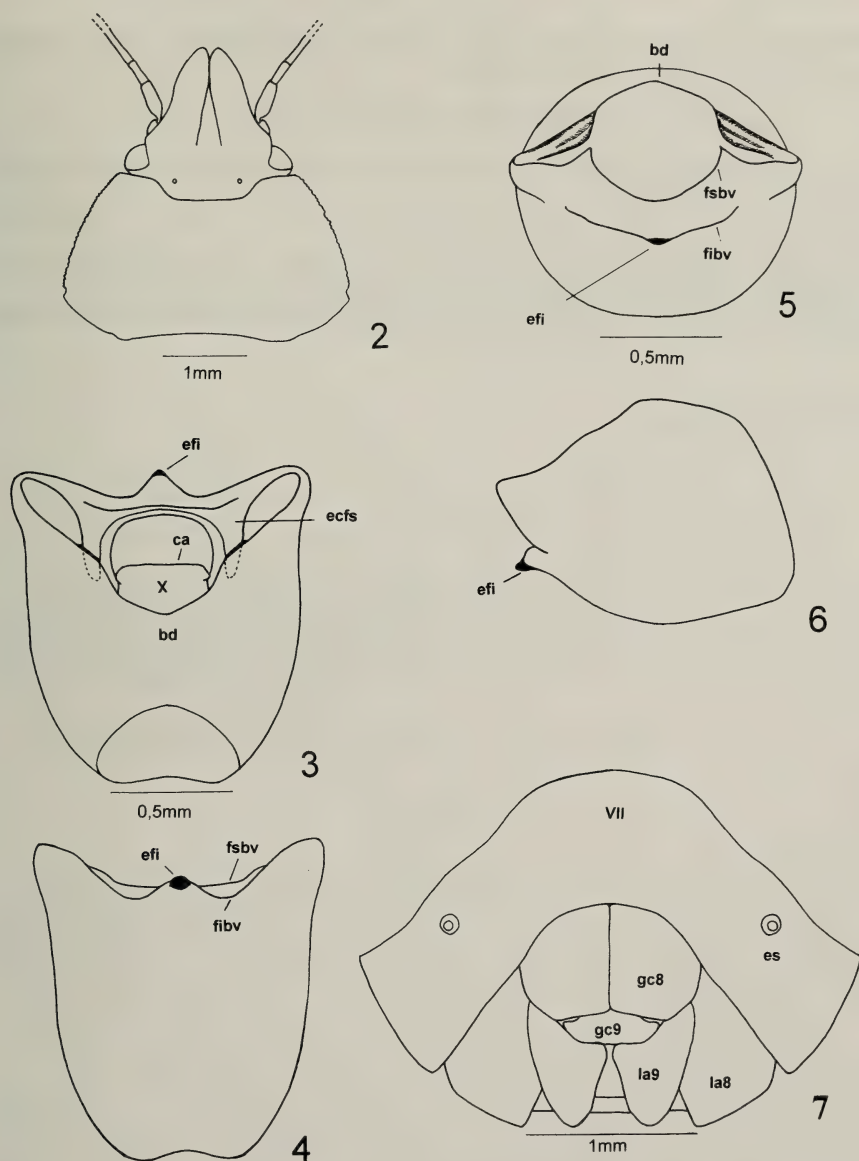 2
1mm
bd
fsbv
fibv
efi
5
0,5mm
efi
ecfs
ca
X
bd
3
0,5mm
efi
6
efi
fsbv
fibv
4
VII
es
gc8
gc9
la9
la8
7
1mm